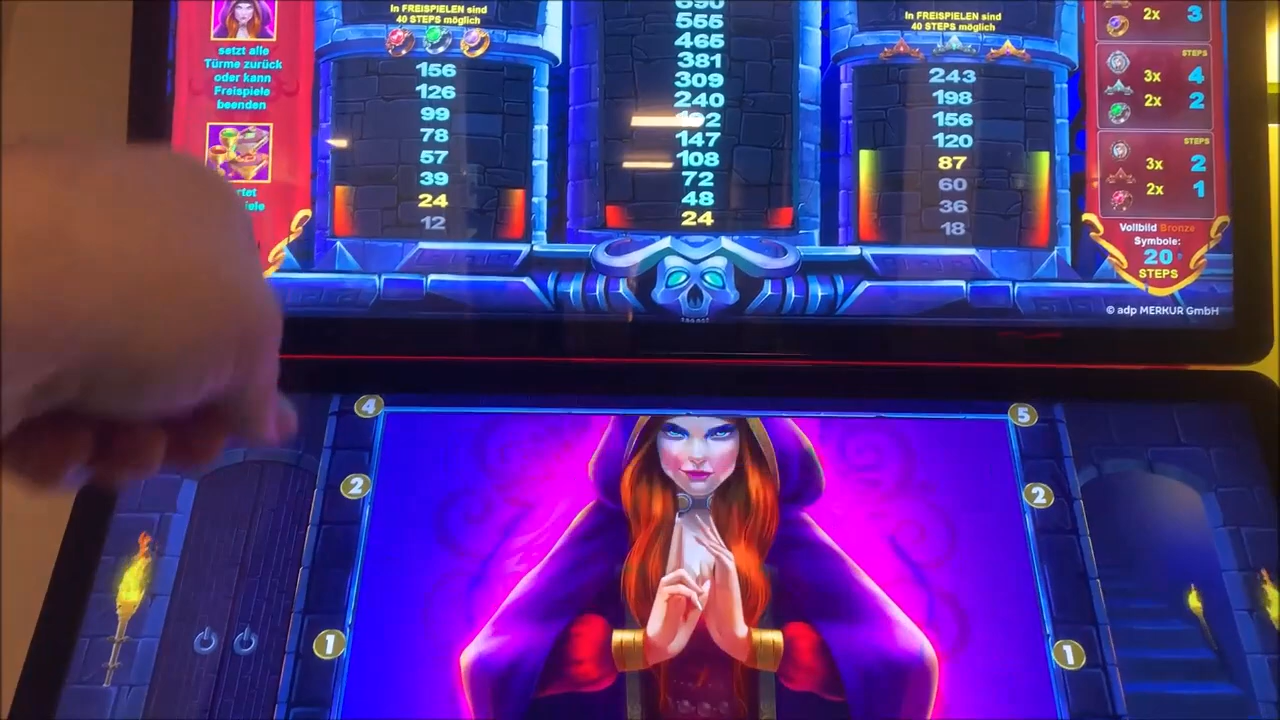 setzt alle
Türme zurück
oder kann
Freispiele
beenden
In FREISPIELEN sind
40 STEPS möglich
156
126
99
78
57
39
24
12
690
555
465
381
309
240
147
108
72
48
24
In FREISPIELEN sind
40 STEPS möglich
243
198
156
120
87
60
36
18
2x 3
STEPS
3x 4
2x 2
STEPS
3x 2
2x 1
Vollbild Bronze
Symbole:
20
STEPS
© adp MERKUR GmbH
4
5
2
2
1
1